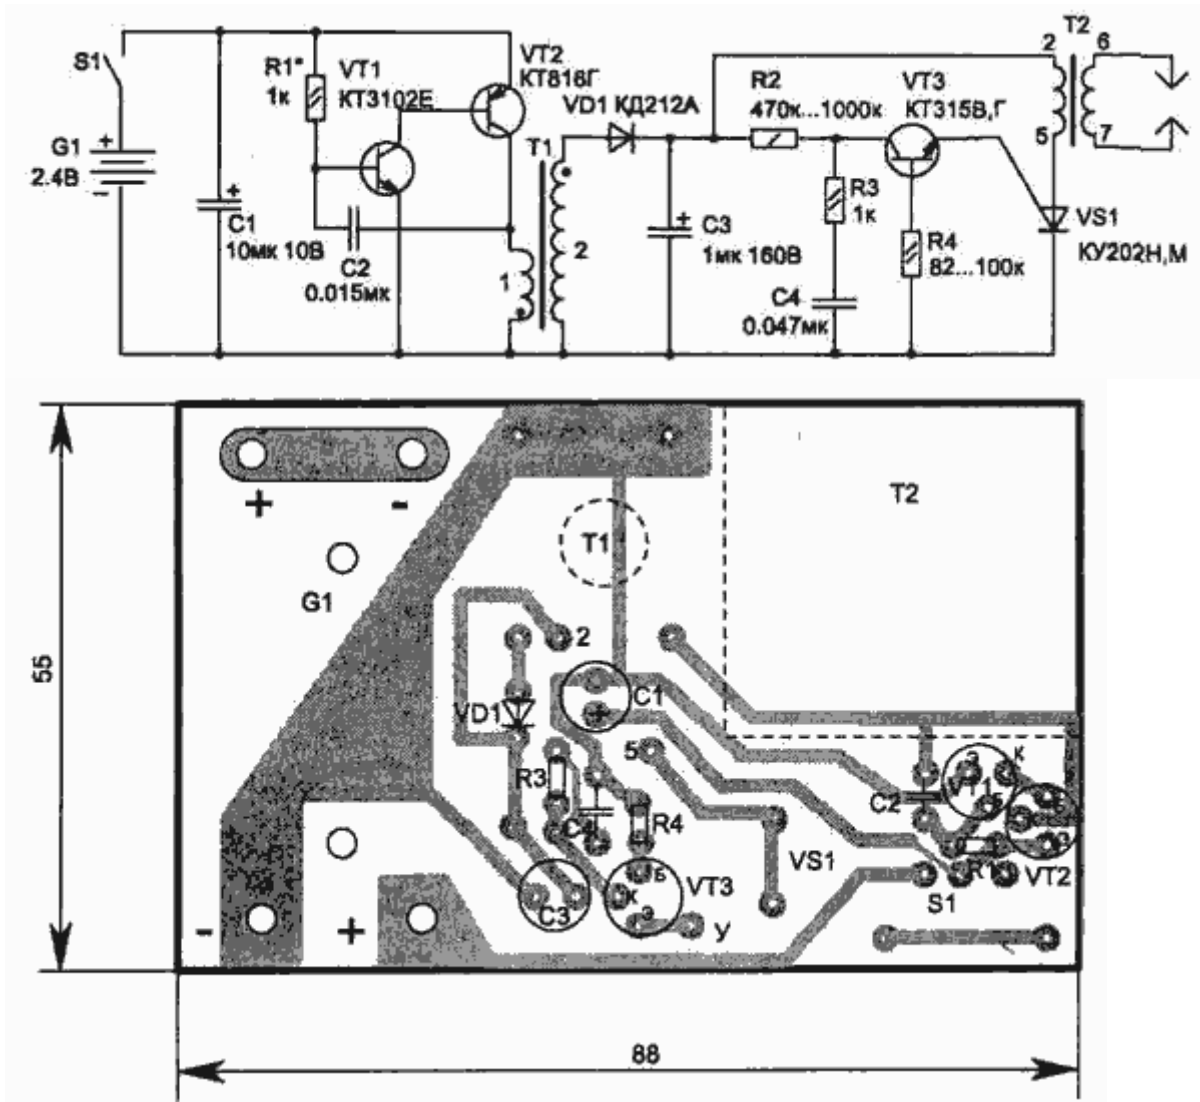 S1
R1*
1к
VT1
КТ3102Е
VT2
КТ816Г
VD1 КД212А
R2
470к...1000к
VT3
КТ315В,Г
T2
2
6
5
7
+
G1
2.4В
−
+
C1
10мк 10В
C2
0.015мк
T1
1
2
+
C3
1мк 160В
R3
1к
C4
0.047мк
R4
82...100к
VS1
КУ202Н,М
+
-
G1
T1
T2
2
VD1
C1
+
5
R3
C4
R4
C2
VT1
Э
К
Б
Б
Э
R1
VT2
VS1
S1
C3
К
Б
Э
VT3
У
-
+
55
88